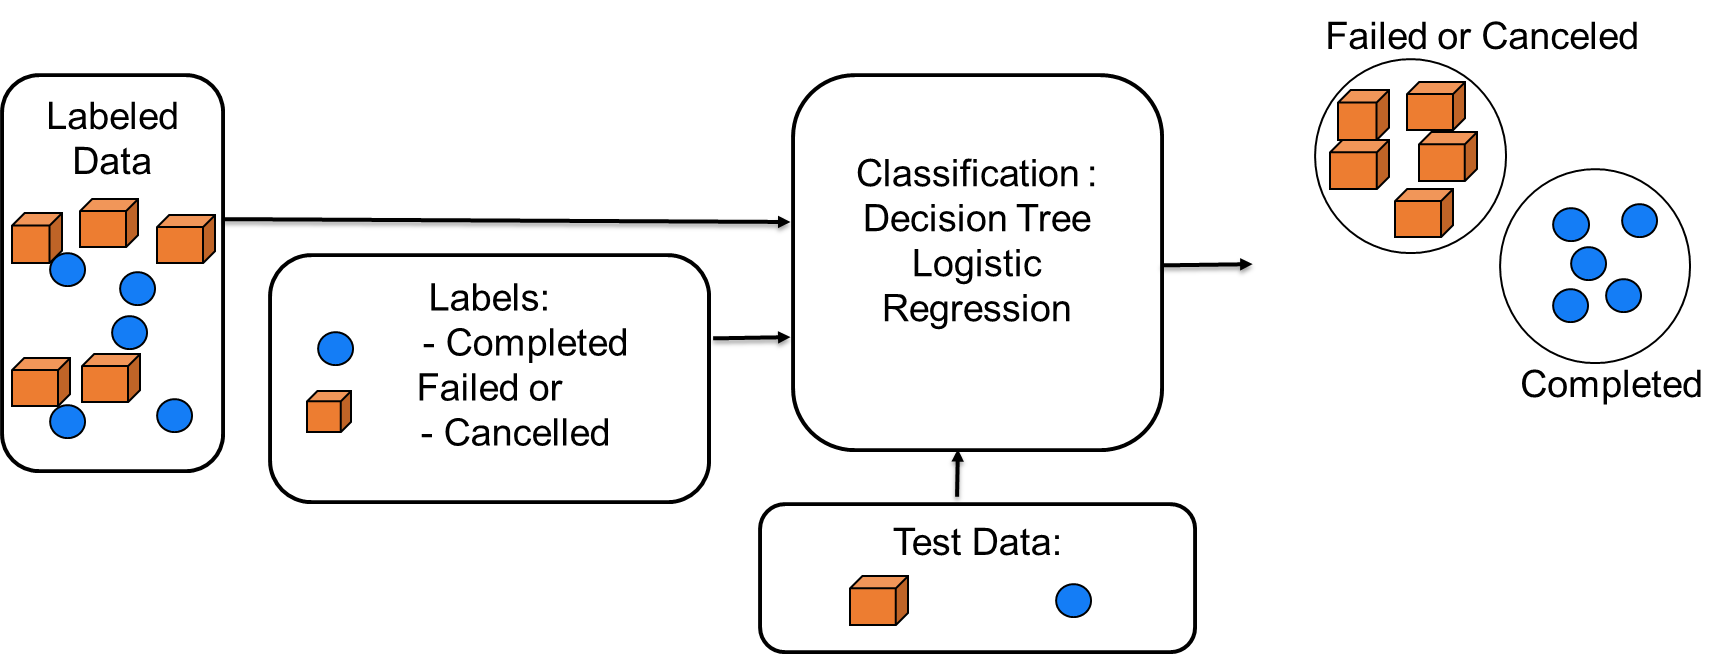 Labeled
Data
Labels:
- Completed
Failed or
- Cancelled
Classification :
Decision Tree
Logistic
Regression
Test Data:
Failed or Canceled
Completed